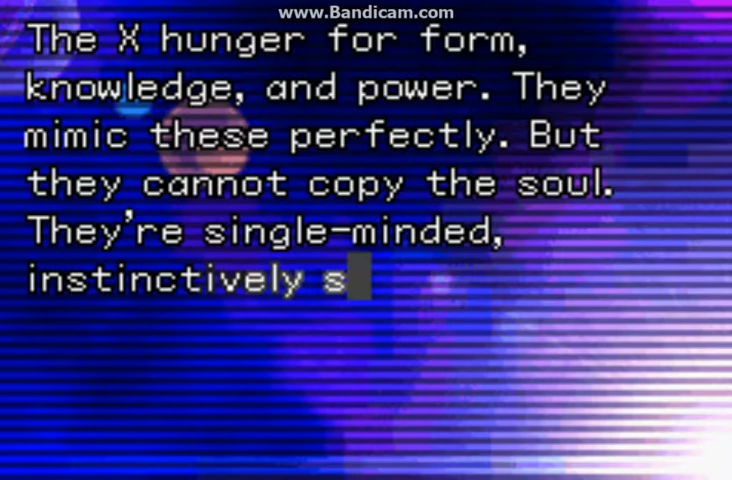 www.Bandicam.com
The X hunger for form,
knowledge, and power. They
mimic these perfectly. But
they cannot copy the soul.
They're single-minded,
instinctively s